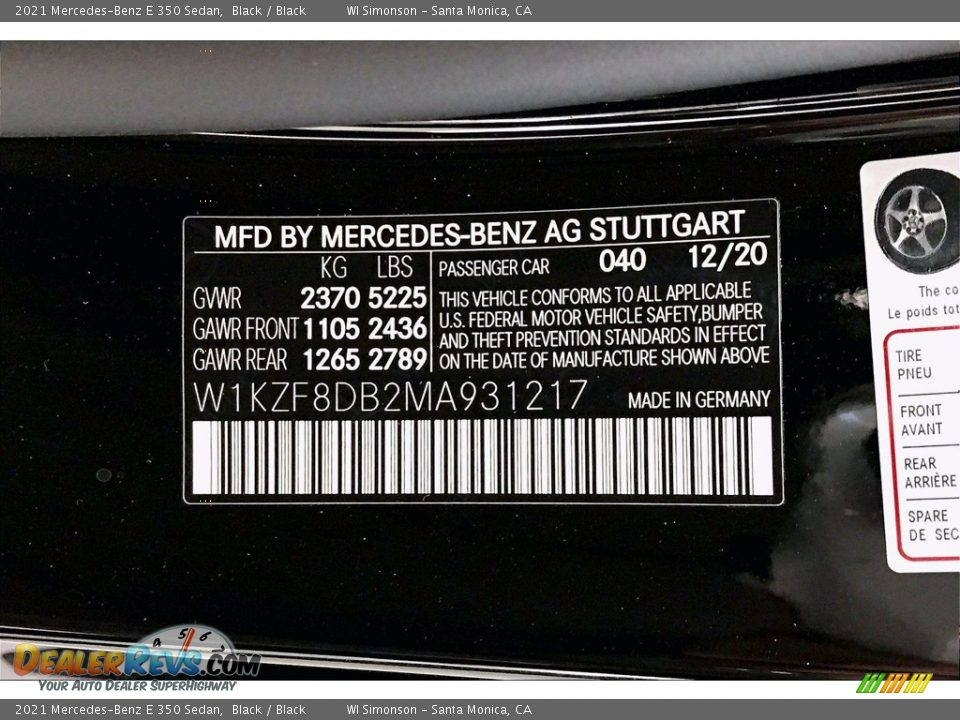 2021 Mercedes-Benz E 350 Sedan, Black / Black WI Simonson - Santa Monica, CA
MFD BY MERCEDES-BENZ AG STUTTGART
KG LBS
GVWR 2370 5225
GAWR FRONT 1105 2436
GAWR REAR 1265 2789
PASSENGER CAR 040 12/20
THIS VEHICLE CONFORMS TO ALL APPLICABLE
U.S. FEDERAL MOTOR VEHICLE SAFETY, BUMPER
AND THEFT PREVENTION STANDARDS IN EFFECT
ON THE DATE OF MANUFACTURE SHOWN ABOVE
W1KZF8DB2MA931217 MADE IN GERMANY
The co
Le poids tot
TIRE
PNEU
FRONT
AVANT
REAR
ARRIÈRE
SPARE
DE SEC
4 5 6
DEALERREVS.COM
YOUR AUTO DEALER SUPERHIGHWAY
2021 Mercedes-Benz E 350 Sedan, Black / Black WI Simonson - Santa Monica, CA